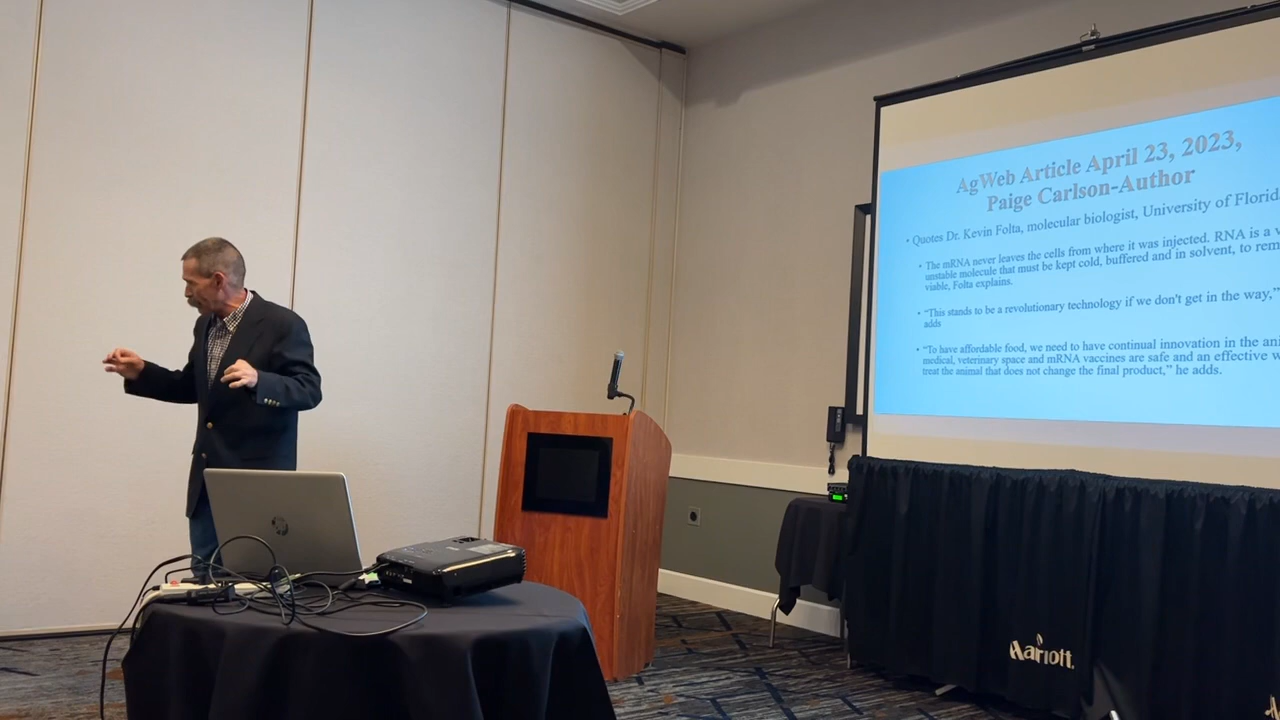 AgWeb Article April 23, 2023,
Paige Carlson-Author
• Quotes Dr. Kevin Folta, molecular biologist, University of Florid
• The mRNA never leaves the cells from where it was injected. RNA is a v
unstable molecule that must be kept cold, buffered and in solvent, to rem
viable, Folta explains.
• “This stands to be a revolutionary technology if we don't get in the way,”
adds
• “To have affordable food, we need to have continual innovation in the ani
medical, veterinary space and mRNA vaccines are safe and an effective w
treat the animal that does not change the final product,” he adds.
hp
Marriott